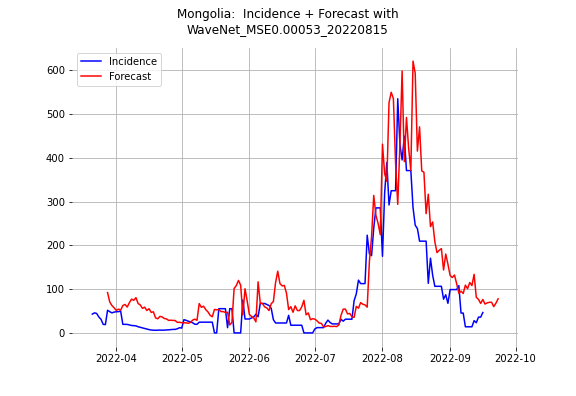 Mongolia:  Incidence + Forecast with
WaveNet_MSE0.00053_20220815
Incidence
Forecast
600
500
400
300
200
100
0
2022-04 2022-05 2022-06 2022-07 2022-08 2022-09 2022-10